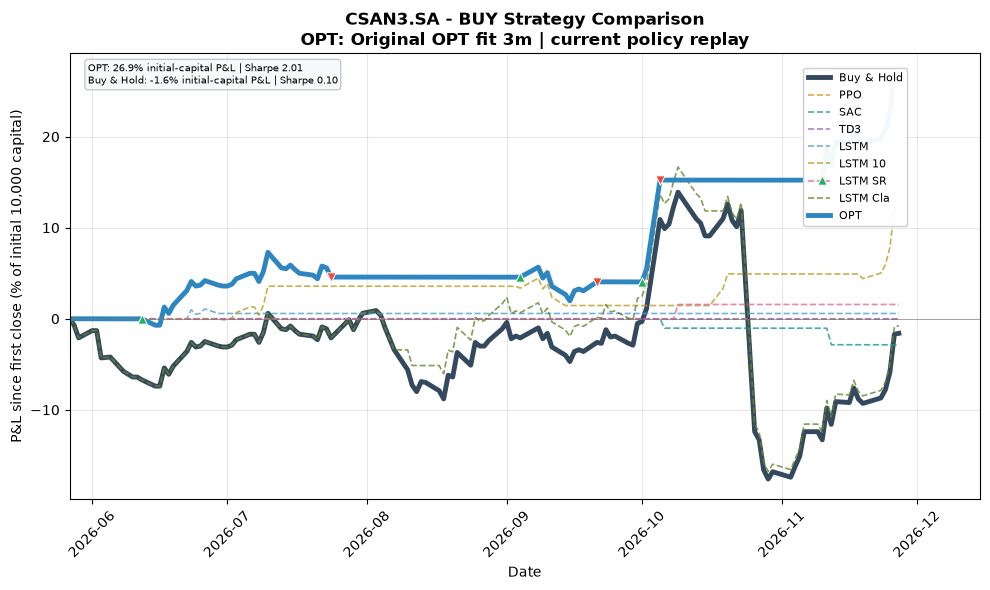 CSAN3.SA - BUY Strategy Comparison
OPT: Original OPT fit 3m | current policy replay
OPT: 26.9% initial-capital P&L | Sharpe 2.01
Buy & Hold: -1.6% initial-capital P&L | Sharpe 0.10
Buy & Hold
PPO
SAC
TD3
LSTM
LSTM 10
LSTM SR
LSTM Cla
OPT
P&L since first close (% of initial 10,000 capital)
20
10
0
−10
2026-06
2026-07
2026-08
2026-09
2026-10
2026-11
2026-12
Date